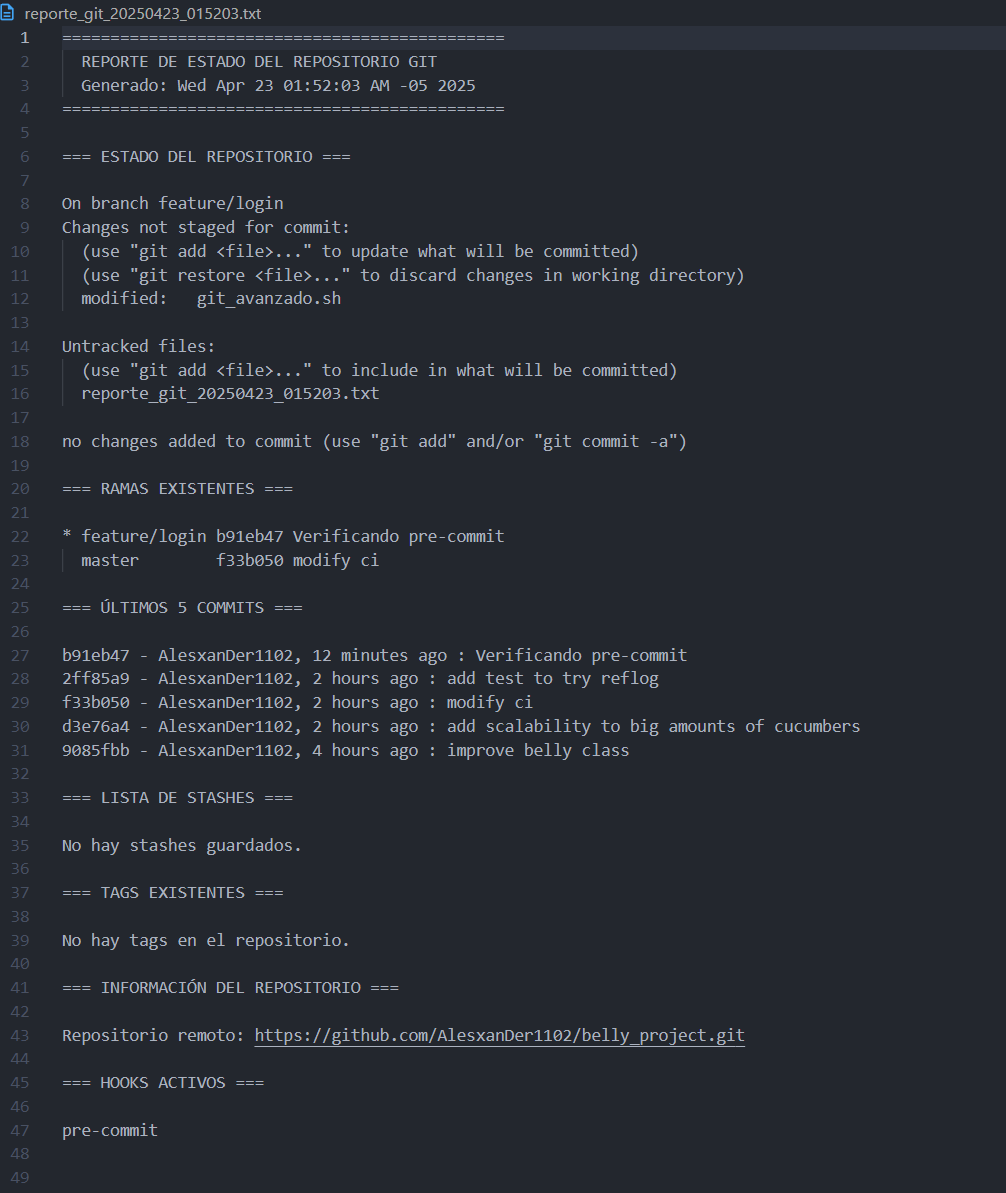 reporte_git_20250423_015203.txt
1 ==============================================
2   REPORTE DE ESTADO DEL REPOSITORIO GIT
3   Generado: Wed Apr 23 01:52:03 AM -05 2025
4 ==============================================
5
6 === ESTADO DEL REPOSITORIO ===
7
8 On branch feature/login
9 Changes not staged for commit:
10   (use "git add <file>..." to update what will be committed)
11   (use "git restore <file>..." to discard changes in working directory)
12   modified:   git_avanzado.sh
13
14 Untracked files:
15   (use "git add <file>..." to include in what will be committed)
16   reporte_git_20250423_015203.txt
17
18 no changes added to commit (use "git add" and/or "git commit -a")
19
20 === RAMAS EXISTENTES ===
21
22 * feature/login b91eb47 Verificando pre-commit
23   master        f33b050 modify ci
24
25 === ÚLTIMOS 5 COMMITS ===
26
27 b91eb47 - AlesxanDer1102, 12 minutes ago : Verificando pre-commit
28 2ff85a9 - AlesxanDer1102, 2 hours ago : add test to try reflog
29 f33b050 - AlesxanDer1102, 2 hours ago : modify ci
30 d3e76a4 - AlesxanDer1102, 2 hours ago : add scalability to big amounts of cucumbers
31 9085fbb - AlesxanDer1102, 4 hours ago : improve belly class
32
33 === LISTA DE STASHES ===
34
35 No hay stashes guardados.
36
37 === TAGS EXISTENTES ===
38
39 No hay tags en el repositorio.
40
41 === INFORMACIÓN DEL REPOSITORIO ===
42
43 Repositorio remoto: https://github.com/AlesxanDer1102/belly_project.git
44
45 === HOOKS ACTIVOS ===
46
47 pre-commit
48
49